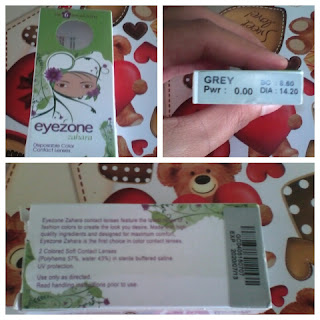 eyezone
zahara
Disposable Color
Contact Lenses
GREY
BC : 8.60
Pwr : 0.00 DIA : 14.20
Eyezone Zahara contact lenses feature the
fashion colors to create the look you desire. Made
quality ingredients and designed for maximum comfort,
Eyezone Zahara is the first choice in color contact lenses.
2 Colored Soft Contact Lenses
(Polyhema 57%, water 43%) in sterile buffered saline
UV protection.
Use only as directed.
Read handling instructions prior to use.
EXP